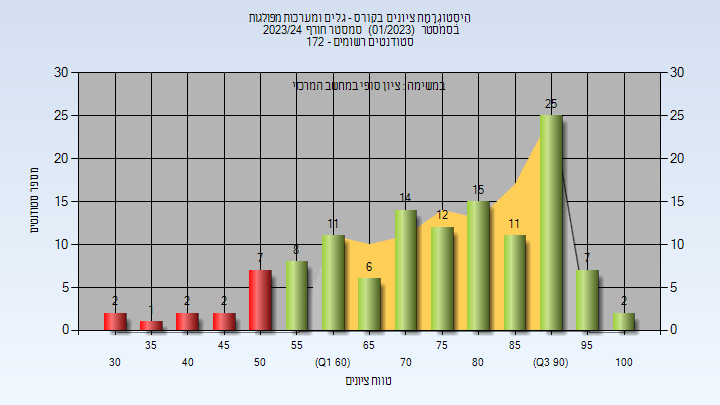 היסטוגרמת ציונים בקורס - גלים ומערכות מפולגות
בסמסטר (01/2023) סמסטר חורף 2023/24
סטודנטים רשומים - 172
במשימה : ציון סופי במחשב המרכזי
מספר סטודנטים
30 30
25 25
20 20
15 15
10 10
5 5
0 0
2 1 2 2 7 8 11 6 14 12 15 11 25 7 2
35 45 55 65 75 85 95
30 40 50 (Q1 60) 70 80 (Q3 90) 100
טווח ציונים